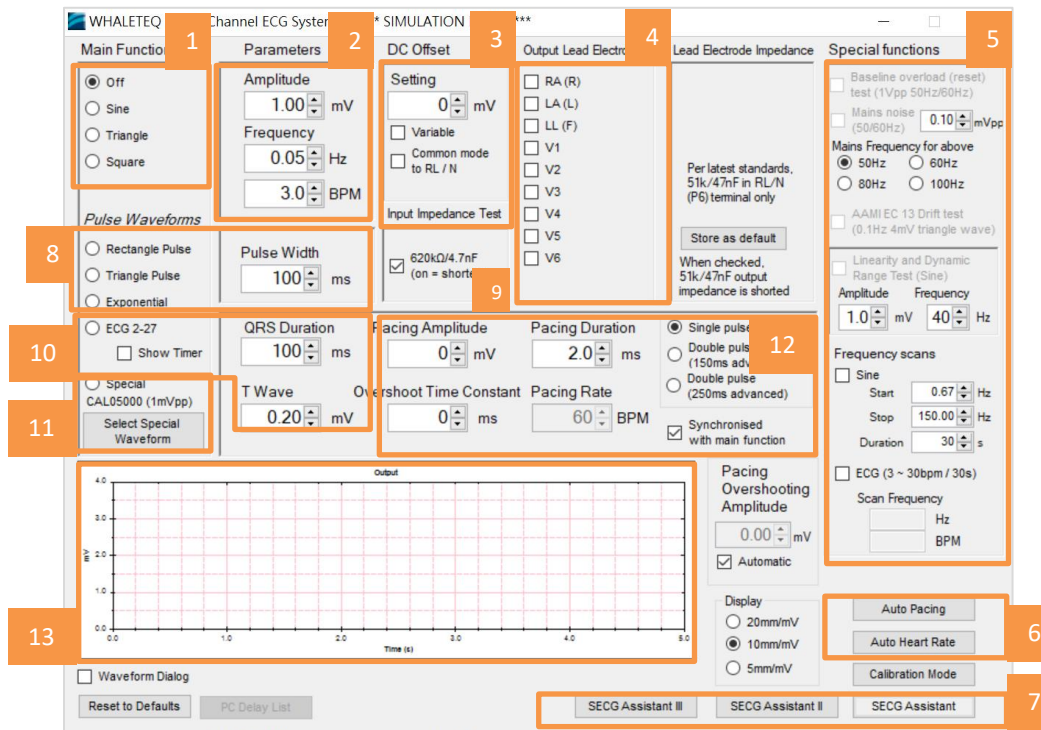 WHALETEQ
Channel ECG System
* SIMULATION
***
Main Function
Parameters
DC Offset
Output Lead Electro
Lead Electrode Impedance
Special functions
1
2
3
4
5
Off
Sine
Triangle
Square
Amplitude
1.00 mV
Frequency
0.05 Hz
3.0 BPM
Setting
0 mV
Variable
Common mode
to RL / N
Input Impedance Test
620kΩ/4.7nF
(on = shorte
RA (R)
LA (L)
LL (F)
V1
V2
V3
V4
V5
V6
9
Per latest standards,
51k/47nF in RL/N
(P6) terminal only
Store as default
When checked,
51k/47nF output
impedance is shorted
Baseline overload (reset)
test (1Vpp 50Hz/60Hz)
Mains noise
(50/60Hz)
0.10 mVpp
Mains Frequency for above
50Hz 60Hz
80Hz 100Hz
AAMI EC 13 Drift test
(0.1Hz 4mV triangle wave)
Linearity and Dynamic
Range Test (Sine)
Amplitude Frequency
1.0 mV 40 Hz
Frequency scans
Sine
Start 0.67 Hz
Stop 150.00 Hz
Duration 30 s
ECG (3 ~ 30bpm / 30s)
Scan Frequency
Hz
BPM
Pulse Waveforms
8
Rectangle Pulse
Triangle Pulse
Exponential
Pulse Width
100 ms
10
ECG 2-27
Show Timer
QRS Duration
100 ms
T Wave
0.20 mV
11
Special
CAL05000 (1mVpp)
Select Special
Waveform
Pacing Amplitude
0 mV
Pacing Duration
2.0 ms
Overshoot Time Constant
0 ms
Pacing Rate
60 BPM
12
Single pulse
Double puls
(150ms adv
Double pulse
(250ms advanced)
Synchronised
with main function
13
Output
mV
4.0
3.0
2.0
1.0
0.0
0.0 1.0 2.0 3.0 4.0 5.0
Time (s)
Pacing
Overshooting
Amplitude
0.00 mV
Automatic
Display
20mm/mV
10mm/mV
5mm/mV
Auto Pacing
Auto Heart Rate
6
Calibration Mode
Waveform Dialog
Reset to Defaults
PC Delay List
SECG Assistant III
SECG Assistant II
SECG Assistant
7